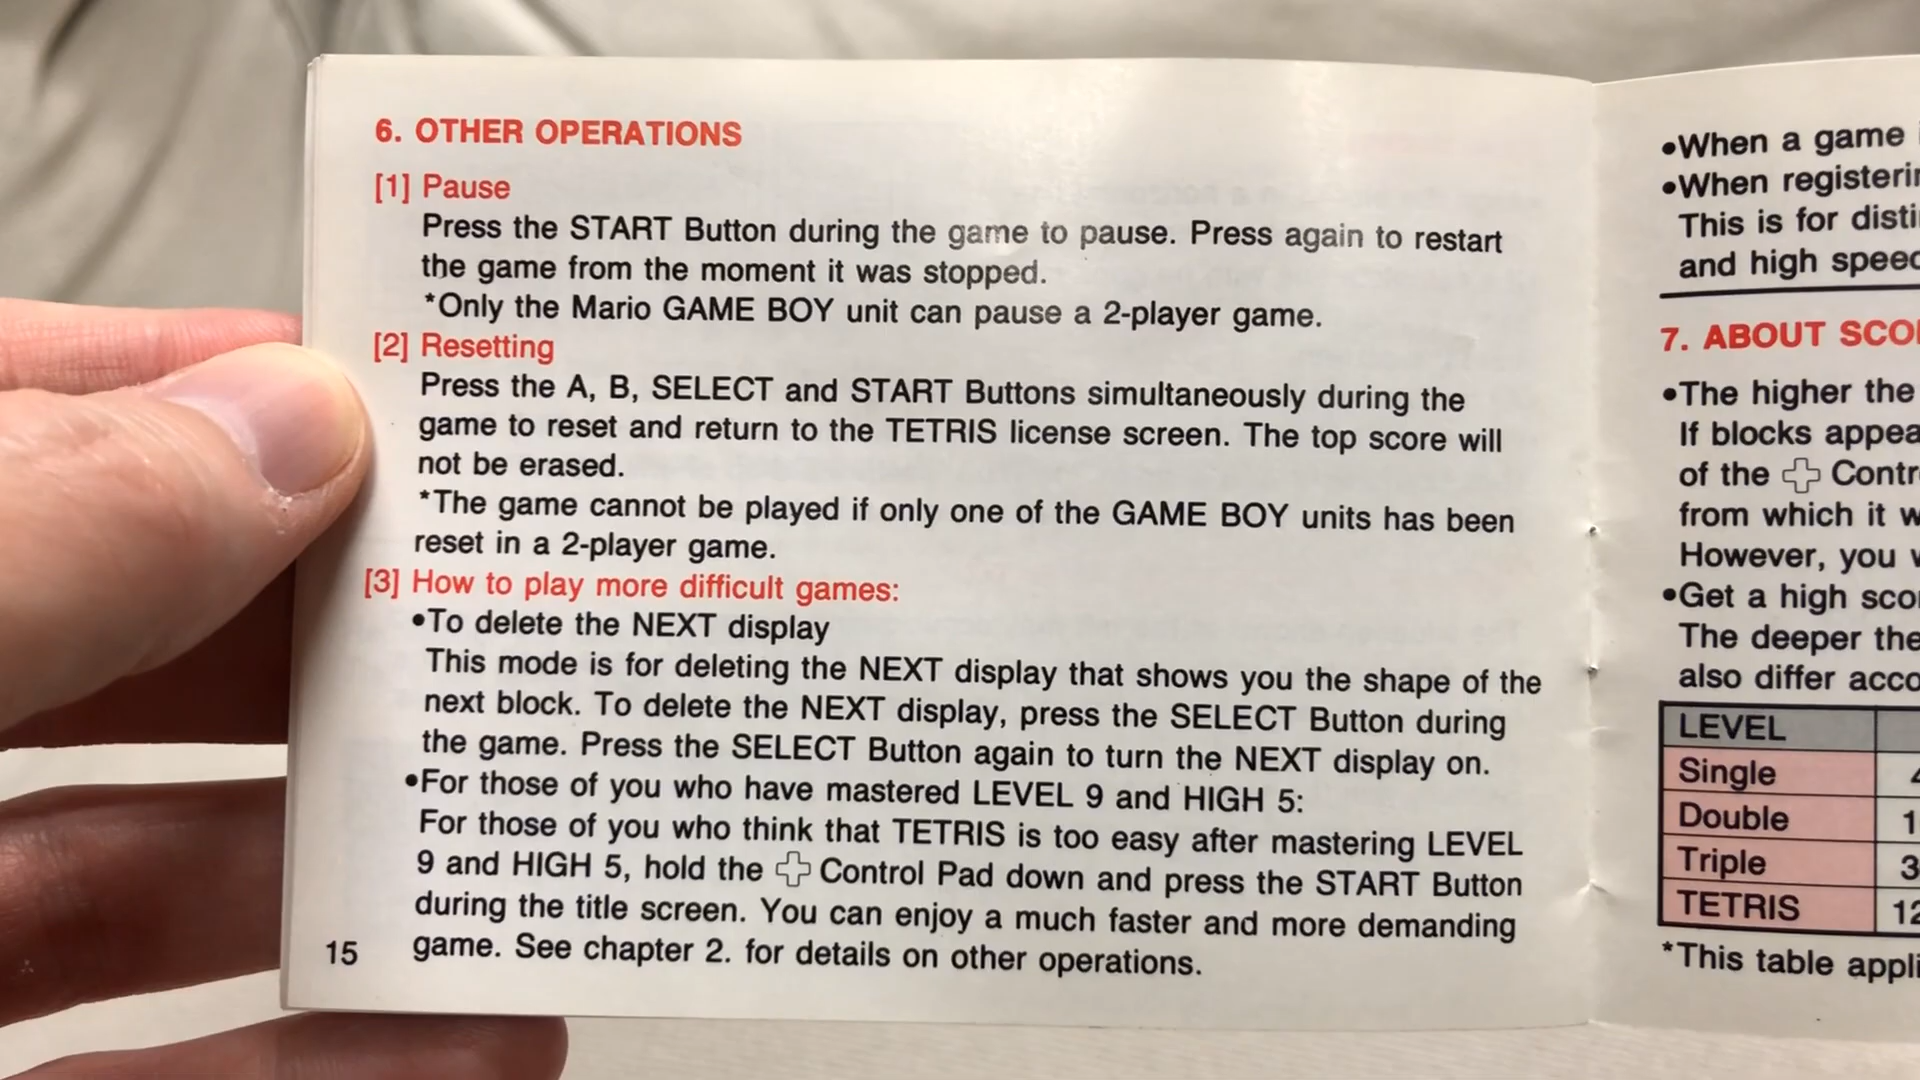 6. OTHER OPERATIONS
[1] Pause
Press the START Button during the game to pause. Press again to restart
the game from the moment it was stopped.
*Only the Mario GAME BOY unit can pause a 2-player game.
[2] Resetting
Press the A, B, SELECT and START Buttons simultaneously during the
game to reset and return to the TETRIS license screen. The top score will
not be erased.
*The game cannot be played if only one of the GAME BOY units has been
reset in a 2-player game.
[3] How to play more difficult games:
•To delete the NEXT display
This mode is for deleting the NEXT display that shows you the shape of the
next block. To delete the NEXT display, press the SELECT Button during
the game. Press the SELECT Button again to turn the NEXT display on.
•For those of you who have mastered LEVEL 9 and HIGH 5:
For those of you who think that TETRIS is too easy after mastering LEVEL
9 and HIGH 5, hold the Control Pad down and press the START Button
during the title screen. You can enjoy a much faster and more demanding
game. See chapter 2. for details on other operations.
15
•When a game
•When
This is for
and high
7. ABOUT
•The higher the
If blocks
of the
from which it
However, you
•Get a high
The deeper the
also differ
LEVEL
Single
Double
Triple
TETRIS
*This table